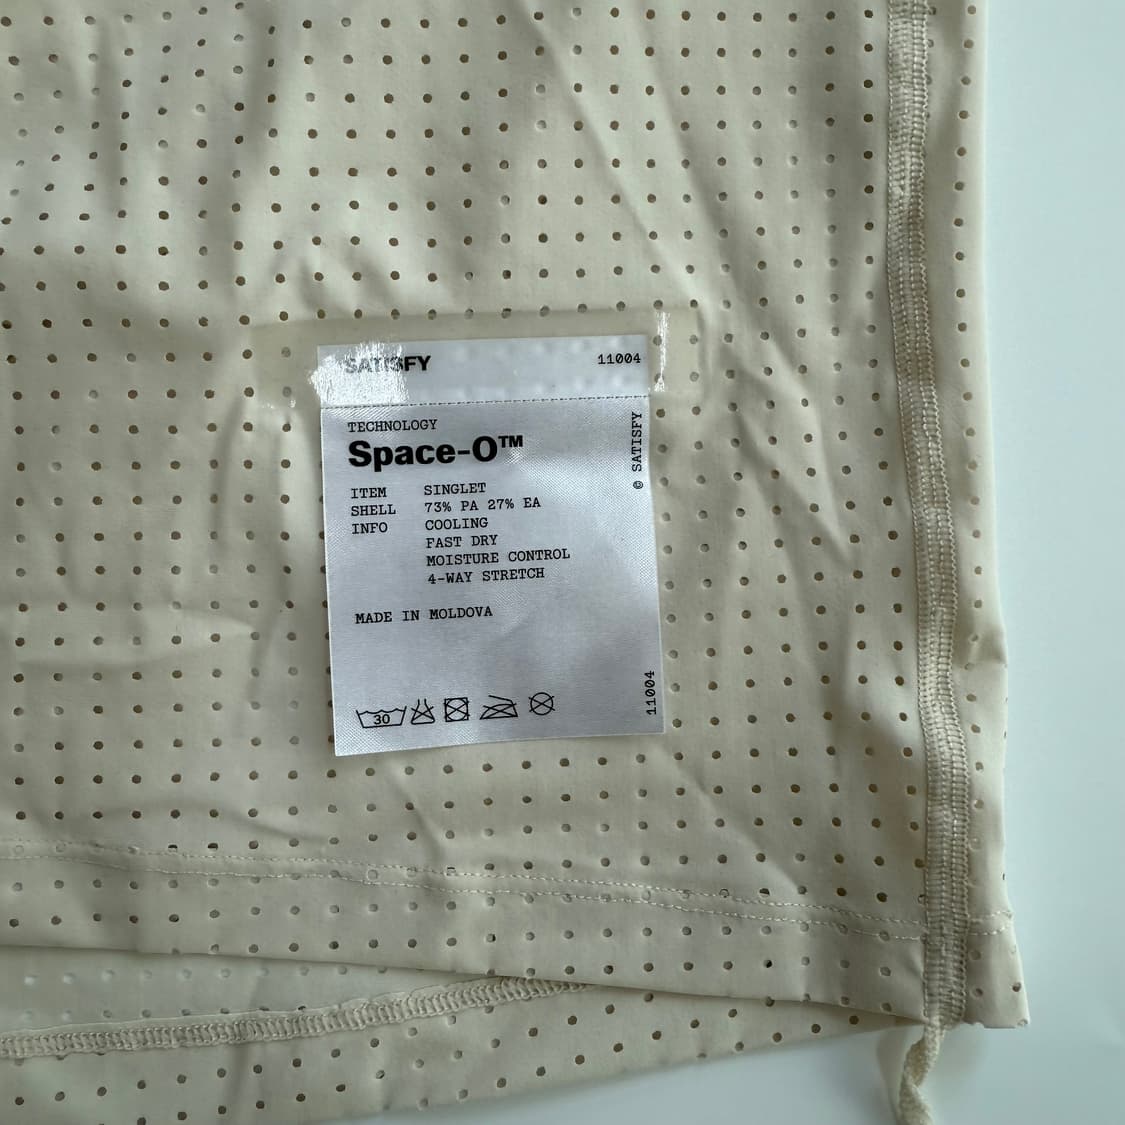 SATISFY 11004
TECHNOLOGY
Space-O™
ITEM SINGLET
SHELL 73% PA 27% EA
INFO COOLING
FAST DRY
MOISTURE CONTROL
4-WAY STRETCH
MADE IN MOLDOVA
30
© SATISFY
11004